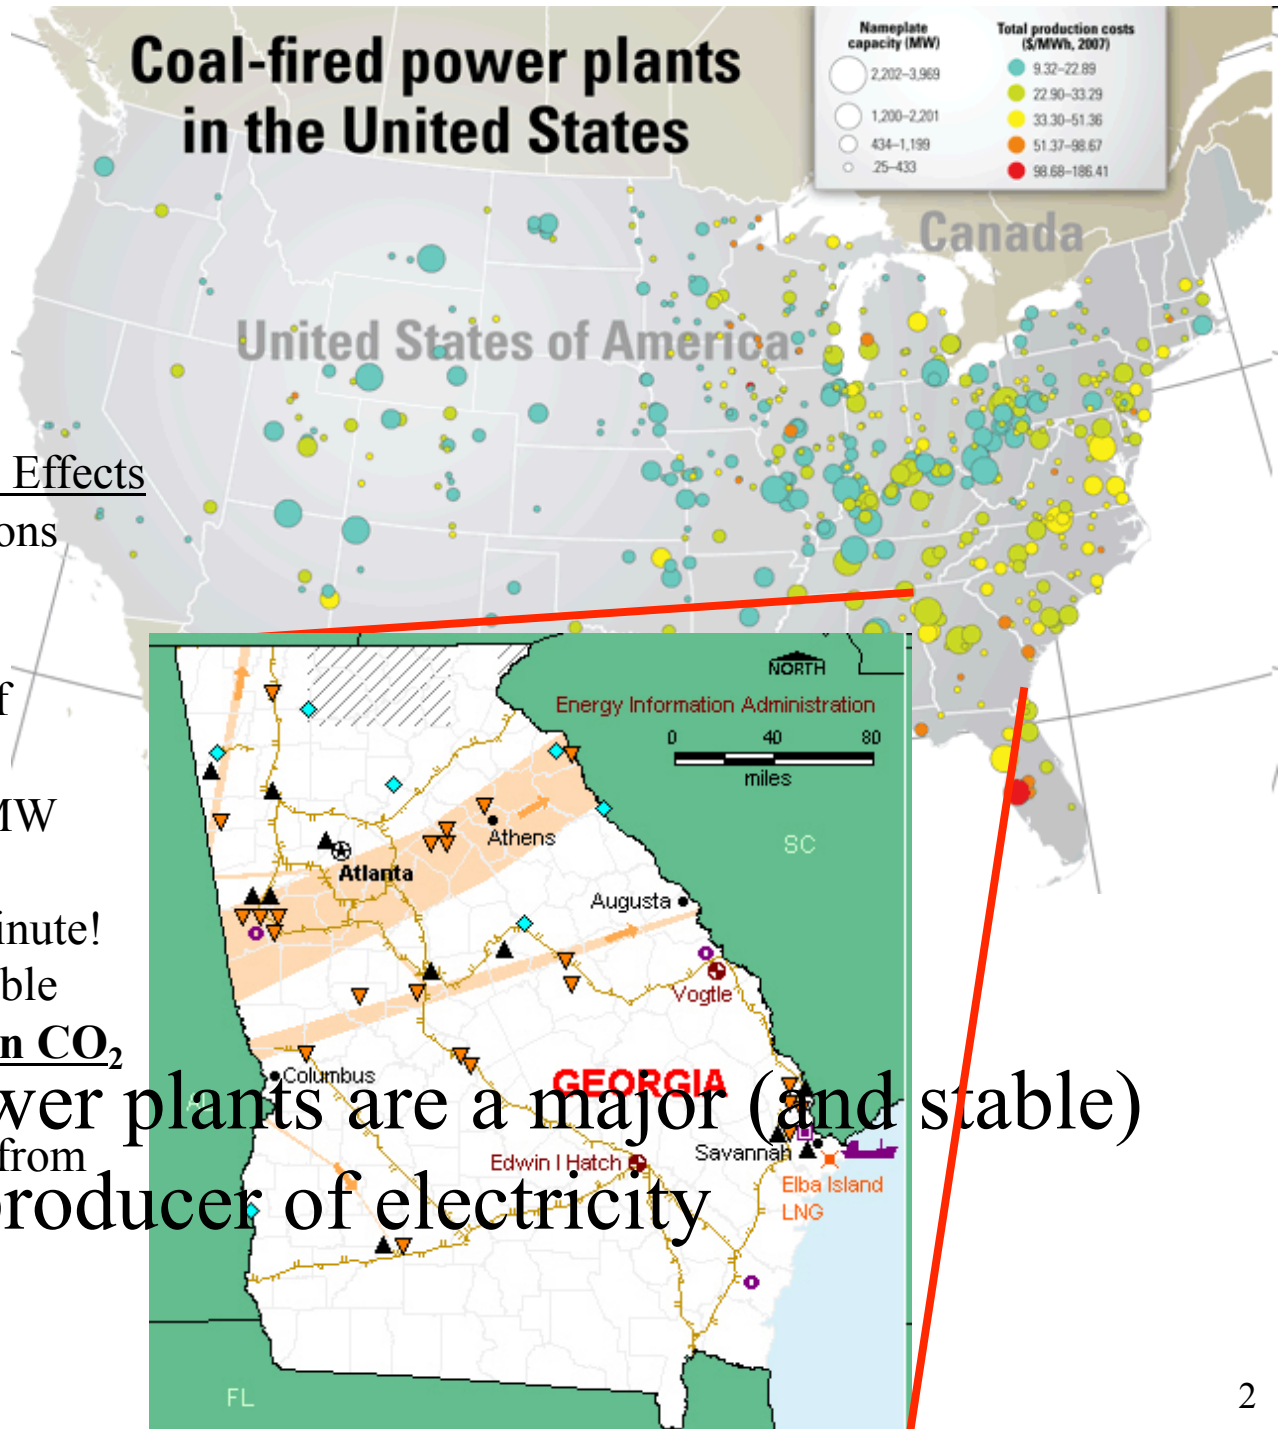 Coal-fired power plants
in the United States
Nameplate
capacity (MW)
2,202–3,969
1,200–2,201
434–1,199
.25–433
Total production costs
($/MWh, 2007)
9.32–22.89
22.90–33.29
33.30–51.36
51.37–98.67
98.68–186.41
Canada
United States of America
Effects
ons
f
MW
inute!
ble
n CO₂
wer plants are a major (and stable)
from
producer of electricity
NORTH
Energy Information Administration
0 40 80
miles
SC
Athens
Atlanta
Augusta
Vogtle
Columbus
GEORGIA
AL
Savannah
Edwin I Hatch
Elba Island
LNG
FL
2